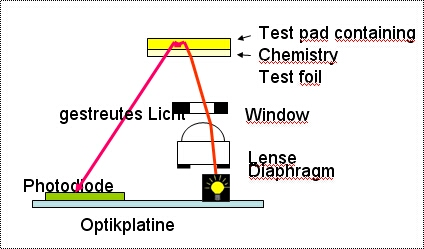 Test pad containing
Chemistry
Test foil
gestreutes Licht
Window
Lense
Diaphragm
Photodiode
Optikplatine